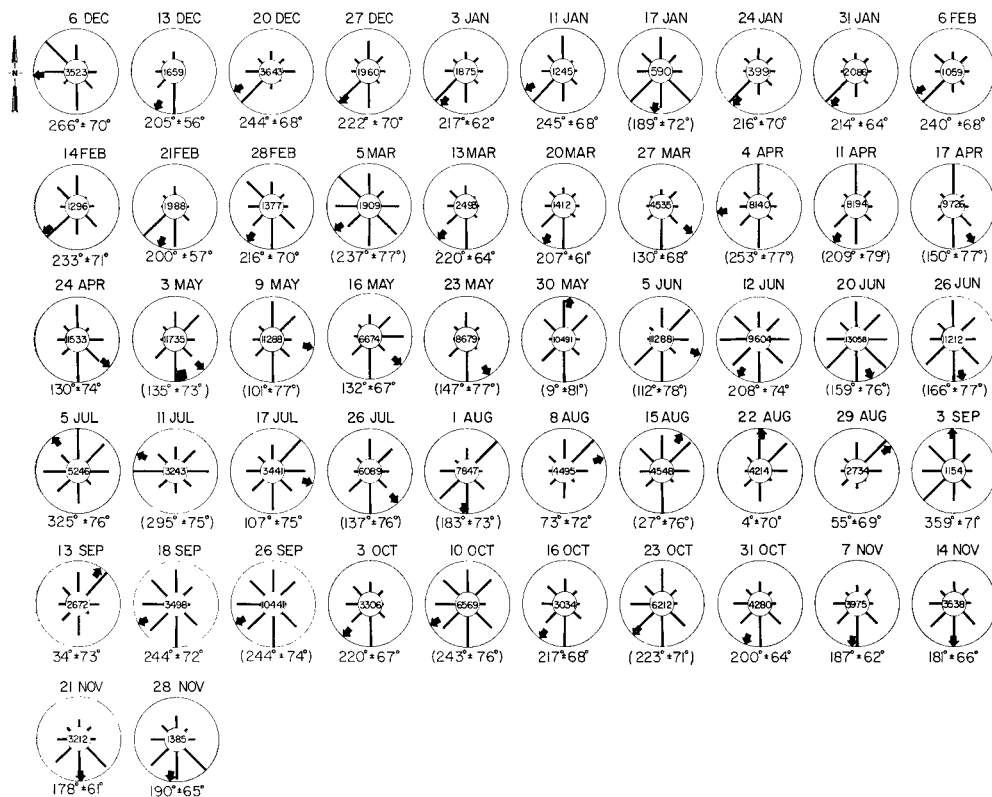 6 DEC 13 DEC 20 DEC 27 DEC 3 JAN 11 JAN 17 JAN 24 JAN 31 JAN 6 FEB
N 3523 1659 3643 1960 1875 1245 590 399 2086 1059
266° ± 70° 205° ± 56° 244° ± 68° 222° ± 70° 217° ± 62° 245° ± 68° (189° ± 72°) 216° ± 70° 214° ± 64° 240° ± 68°
14 FEB 21 FEB 28 FEB 5 MAR 13 MAR 20 MAR 27 MAR 4 APR 11 APR 17 APR
1296 1988 1377 1909 2493 1412 4535 8140 8194 9726
233° ± 71° 200° ± 57° 216° ± 70° (237° ± 77°) 220° ± 64° 207° ± 61° 130° ± 68° (253° ± 77°) (209° ± 79°) (150° ± 77°)
24 APR 3 MAY 9 MAY 16 MAY 23 MAY 30 MAY 5 JUN 12 JUN 20 JUN 26 JUN
11533 11735 11288 6674 8679 10491 11288 9604 13058 11212
130° ± 74° (135° ± 73°) (101° ± 77°) 132° ± 67° (147° ± 77°) (9° ± 81°) (112° ± 78°) 208° ± 74° (159° ± 76°) (166° ± 77°)
5 JUL 11 JUL 17 JUL 26 JUL 1 AUG 8 AUG 15 AUG 22 AUG 29 AUG 3 SEP
5246 3243 3441 6089 7847 4495 4548 4214 2734 1154
325° ± 76° (295° ± 75°) 107° ± 75° (137° ± 76°) (183° ± 73°) 73° ± 72° (27° ± 76°) 4° ± 70° 55° ± 69° 359° ± 71°
13 SEP 18 SEP 26 SEP 3 OCT 10 OCT 16 OCT 23 OCT 31 OCT 7 NOV 14 NOV
2672 3498 10441 3306 6569 3034 6212 4280 3975 3538
34° ± 73° 244° ± 72° (244° ± 74°) 220° ± 67° (243° ± 76°) 217° ± 68° (223° ± 71°) 200° ± 64° 187° ± 62° 181° ± 66°
21 NOV 28 NOV
3212 1385
178° ± 61° 190° ± 65°